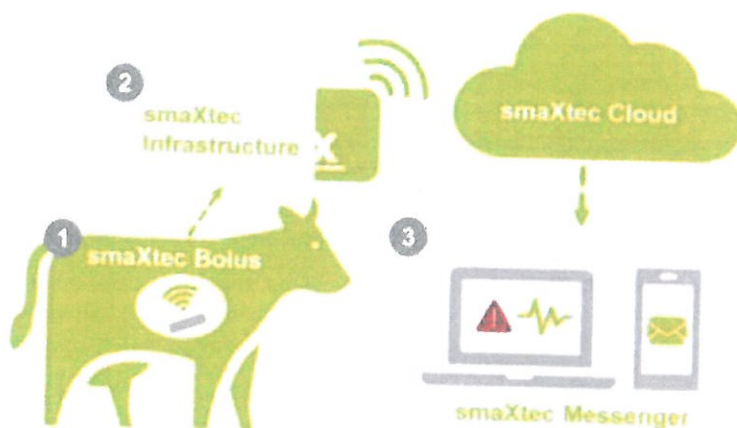 2
smaXtec
Infrastructure
x
smaXtec Cloud
1
smaXtec Bolus
3
smaXtec Messenger